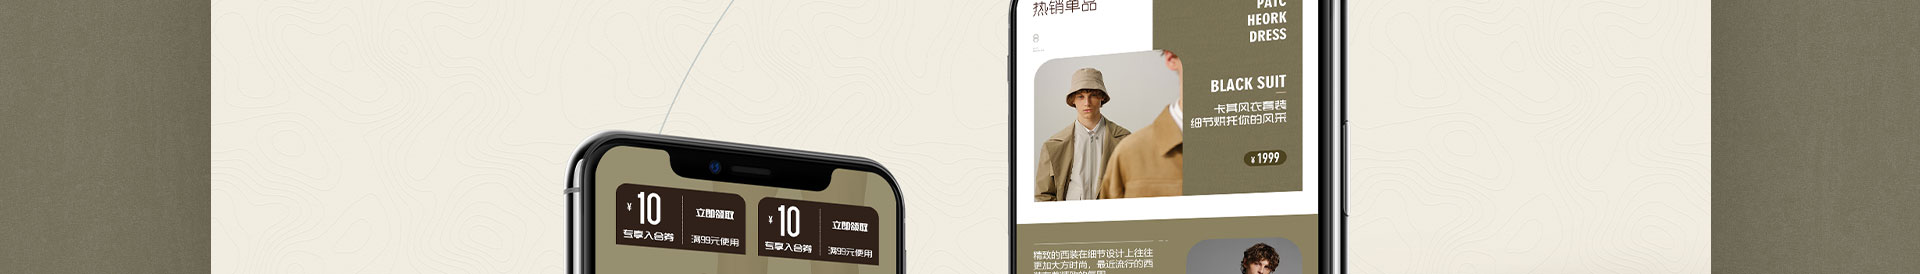 热销单品
8
PATC
HEORK
DRESS
BLACK SUIT
卡其风衣套装
细节烘托你的风采
¥1999
¥10
立即领取
专享入会券
满99元使用
¥10
立即领取
专享入会券
满99元使用
精致的西装在细节设计上往往
更加大方时尚，最近流行的西